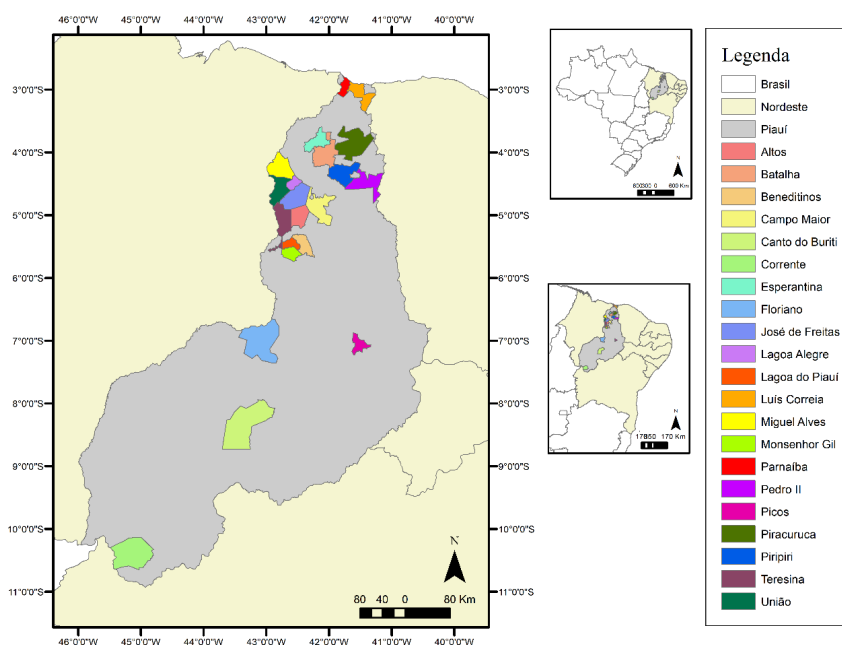 46°0'0"S 45°0'0"S 44°0'0"S 43°0'0"S 42°0'0"S 41°0'0"S 40°0'0"S
3°0'0"S 3°0'0"S
4°0'0"S 4°0'0"S
5°0'0"S 5°0'0"S
6°0'0"S 6°0'0"S
7°0'0"S 7°0'0"S
8°0'0"S 8°0'0"S
9°0'0"S 9°0'0"S
10°0'0"S 10°0'0"S
11°0'0"S 11°0'0"S
N
80 40 0 80 Km
46°0'0"S 45°0'0"S 44°0'0"S 43°0'0"S 42°0'0"S 41°0'0"S 40°0'0"S
N
0 600 Km
N
170 Km
Legenda
Brasil
Nordeste
Piauí
Altos
Batalha
Beneditinos
Campo Maior
Canto do Buriti
Corrente
Esperantina
Floriano
José de Freitas
Lagoa Alegre
Lagoa do Piauí
Luís Correia
Miguel Alves
Monsenhor Gil
Parnaíba
Pedro II
Picos
Piracuruca
Piripiri
Teresina
União